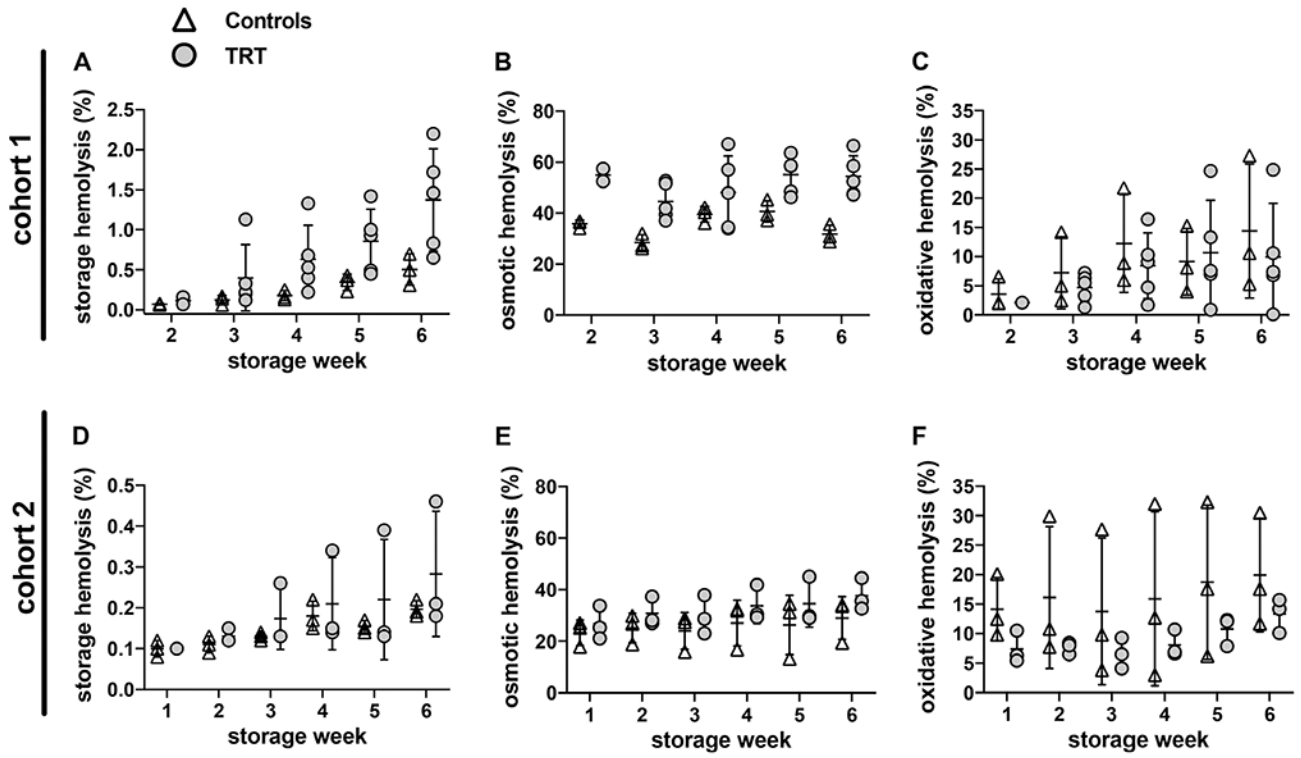 Controls
TRT
cohort 1
A
storage hemolysis (%)
2.5
2.0
1.5
1.0
0.5
0.0
2 3 4 5 6
storage week
B
osmotic hemolysis (%)
80
60
40
20
0
2 3 4 5 6
storage week
C
oxidative hemolysis (%)
35
30
25
20
15
10
5
0
2 3 4 5 6
storage week
cohort 2
D
storage hemolysis (%)
0.5
0.4
0.3
0.2
0.1
0.0
1 2 3 4 5 6
storage week
E
osmotic hemolysis (%)
80
60
40
20
0
1 2 3 4 5 6
storage week
F
oxidative hemolysis (%)
35
30
25
20
15
10
5
0
1 2 3 4 5 6
storage week